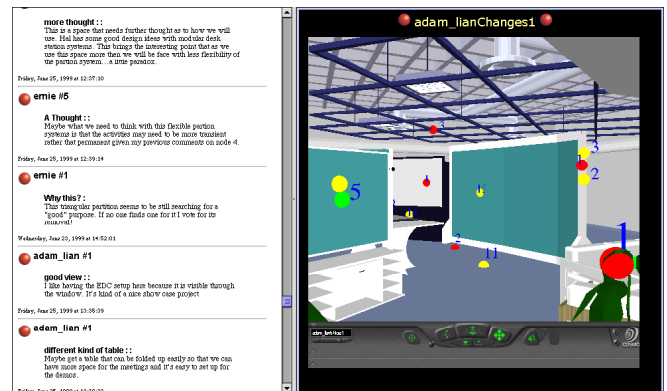 more thought : :
This is a space that needs further thought as to how we will
use. Hal has some good design ideas with modular desk
station systems. This brings the interesting point that as we
use this space more then we will be face with less flexibility of
the partion system....a little paradox.
Friday, June 25, 1999 at 12:37:10
ernie #5
A Thought : :
Maybe what we need to think with this flexible partion
systems is that the activities may need to be more transient
rather that permanent given my previous comments on node 4.
Friday, June 25, 1999 at 12:39:14
ernie #1
Why this? :
This triangular partition seems to be still searching for a
"good" purpose. If no one finds one for it I vote for its
removal!
Wednesday, June 23, 1999 at 14:52:01
adam_lian #1
good view : :
I like having the EDC setup here because it is visible through
the window. It's kind of a nice show case project
Friday, June 25, 1999 at 13:35:39
adam_lian #1
different kind of table : :
Maybe get a table that can be folded up easily so that we can
have more space for the meetings and it's easy to set up for
the demos.
adam_lianChanges1
3
3
1
2
5
1
2
11
1
COSMO